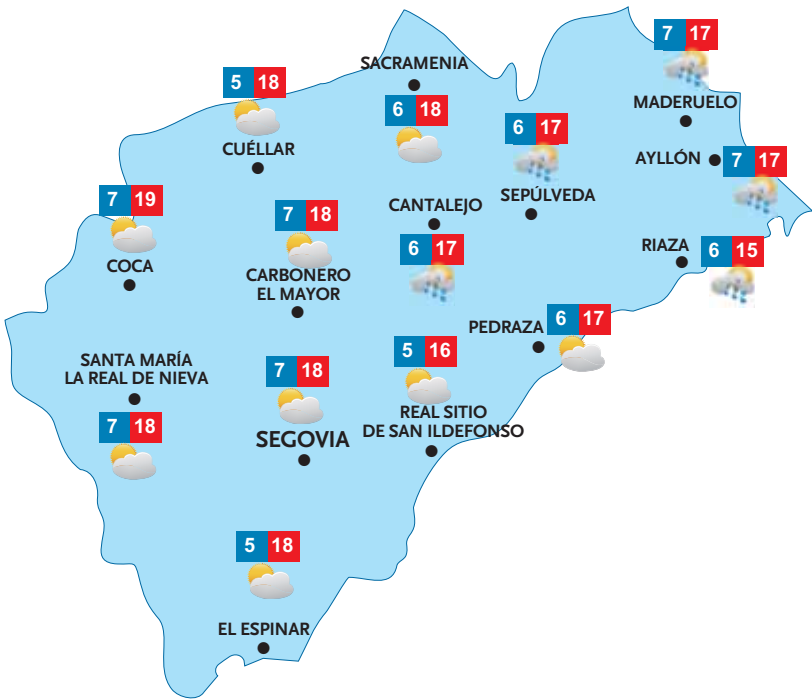 7 17
MADERUELO
SACRAMENIA
6 18
5 18
CUÉLLAR
6 17
SEPÚLVEDA
AYLLÓN
7 17
7 19
COCA
CANTALEJO
6 17
7 18
CARBONERO
EL MAYOR
RIAZA
6 15
PEDRAZA
6 17
5 16
REAL SITIO
DE SAN ILDEFONSO
SANTA MARÍA
LA REAL DE NIEVA
7 18
7 18
SEGOVIA
5 18
EL ESPINAR